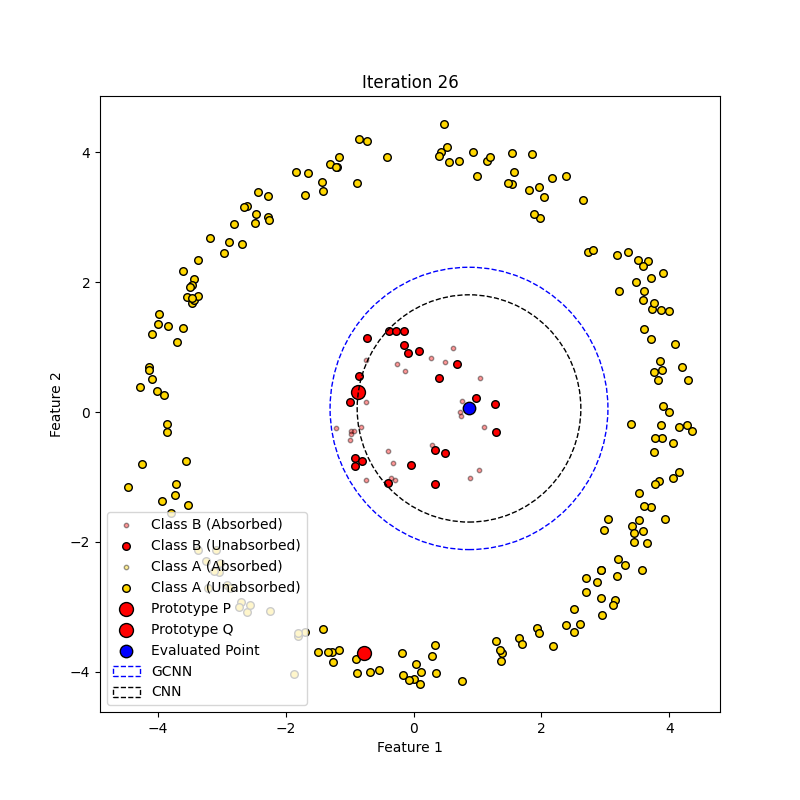 Iteration 26
Feature 2
4
2
0
−2
−4
Class B (Absorbed)
Class B (Unabsorbed)
Class A (Absorbed)
Class A (Unabsorbed)
Prototype P
Prototype Q
Evaluated Point
GCNN
CNN
−4 −2 0 2 4
Feature 1